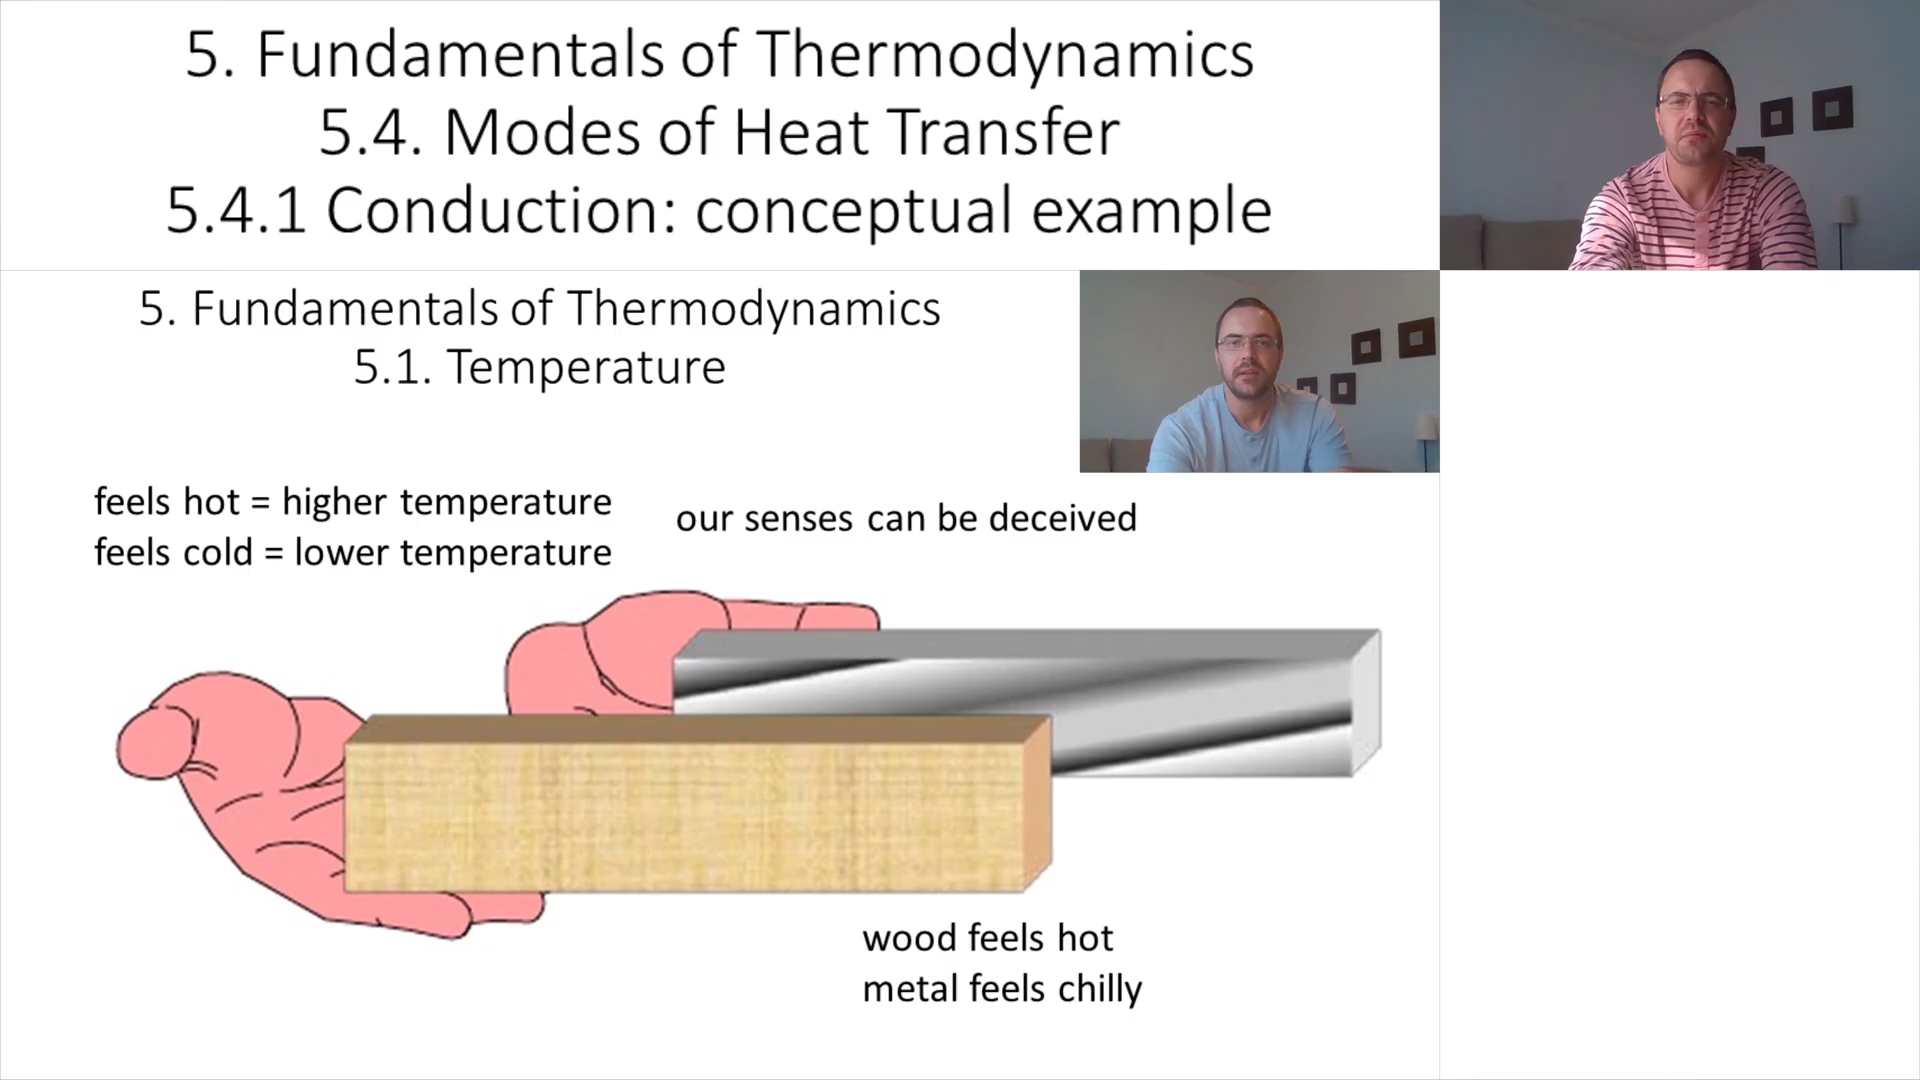 5. Fundamentals of Thermodynamics
5.4. Modes of Heat Transfer
5.4.1 Conduction: conceptual example
5. Fundamentals of Thermodynamics
5.1. Temperature
feels hot = higher temperature
feels cold = lower temperature
our senses can be deceived
wood feels hot
metal feels chilly